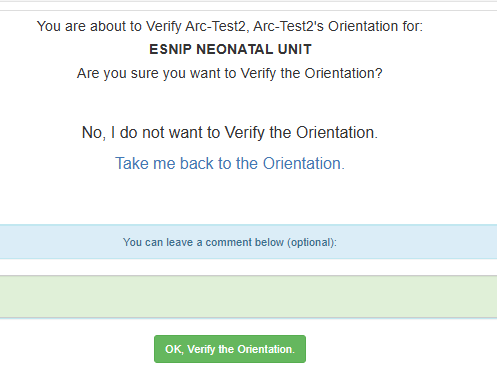 You are about to Verify Arc-Test2, Arc-Test2's Orientation for:
ESNIP NEONATAL UNIT
Are you sure you want to Verify the Orientation?
No, I do not want to Verify the Orientation.
Take me back to the Orientation.
You can leave a comment below (optional):
OK, Verify the Orientation.